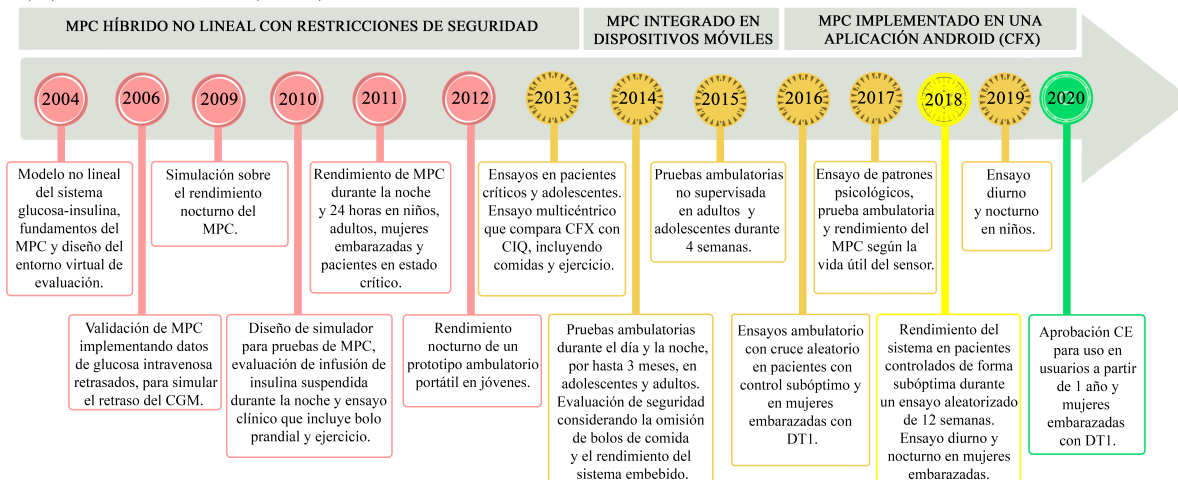 MPC HÍBRIDO NO LINEAL CON RESTRICCIONES DE SEGURIDAD
MPC INTEGRADO EN
DISPOSITIVOS MÓVILES
MPC IMPLEMENTADO EN UNA
APLICACIÓN ANDROID (CFX)
2004
2006
2009
2010
2011
2012
2013
2014
2015
2016
2017
2018
2019
2020
Modelo no lineal
del sistema
glucosa-insulina,
fundamentos del
MPC y diseño del
entorno virtual de
evaluación.
Validación de MPC
implementando datos
de glucosa intravenosa
retrasados, para simular
el retraso del CGM.
Simulación sobre
el rendimiento
nocturno del
MPC.
Diseño de simulador
para pruebas de MPC,
evaluación de infusión de
insulina suspendida
durante la noche y ensayo
clínico que incluye bolo
prandial y ejercicio.
Rendimiento de MPC
durante la noche
y 24 horas en niños,
adultos, mujeres
embarazadas y
pacientes en estado
crítico.
Rendimiento
nocturno de un
prototipo ambulatorio
portátil en jóvenes.
Ensayos en pacientes
críticos y adolescentes.
Ensayo multicéntrico
que compara CFX con
CIQ, incluyendo
comidas y ejercicio.
Pruebas ambulatorias
durante el día y la noche,
por hasta 3 meses, en
adolescentes y adultos.
Evaluación de seguridad
considerando la omisión
de bolos de comida
y el rendimiento del
sistema embebido.
Pruebas ambulatorias
no supervisada
en adultos y
adolescentes durante
4 semanas.
Ensayos ambulatorio
con cruce aleatorio
en pacientes con
control subóptimo y
en mujeres
embarazadas con
DT1.
Ensayo de patrones
psicológicos,
prueba ambulatoria
y rendimiento del
MPC según la
vida útil del sensor.
Rendimiento del
sistema en pacientes
controlados de forma
subóptima durante
un ensayo aleatorizado
de 12 semanas.
Ensayo diurno y
nocturno en mujeres
embarazadas.
Ensayo
diurno
y nocturno
en niños.
Aprobación CE
para uso en
usuarios a partir
de 1 año y
mujeres
embarazadas
con DT1.